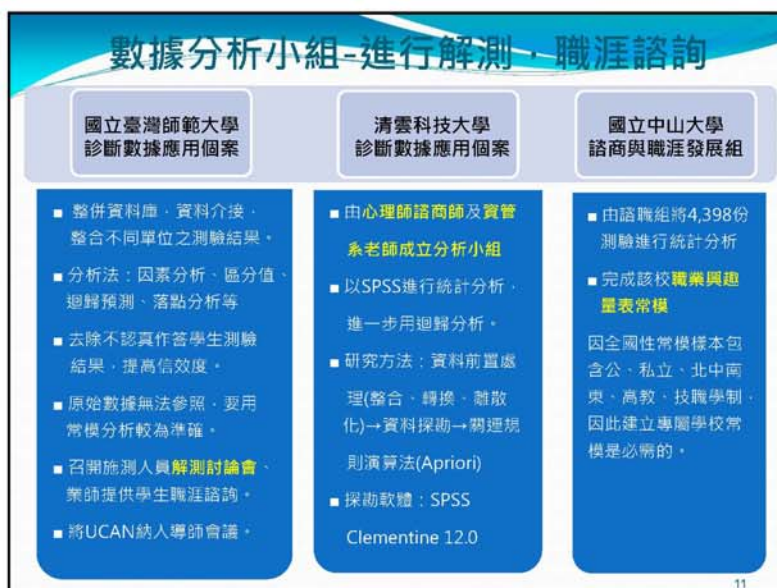 數據分析小組-進行解測，職涯諮詢
國立臺灣師範大學
診斷數據應用個案
■ 整併資料庫，資料介接，
整合不同單位之測驗結果。
■ 分析法：因素分析、區分值、
迴歸預測、落點分析等
■ 去除不認真作答學生測驗
結果，提高信效度。
■ 原始數據無法參照，要用
常模分析較為準確。
■ 召開施測人員解測討論會、
業師提供學生職涯諮詢。
■ 將UCAN納入導師會議。
清雲科技大學
診斷數據應用個案
■ 由心理師諮商師及資管
系老師成立分析小組
■ 以SPSS進行統計分析，
進一步用迴歸分析。
■ 研究方法：資料前置處
理(整合、轉換、離散
化)→資料探勘→關連規
則演算法(Apriori)
■ 探勘軟體：SPSS
Clementine 12.0
國立中山大學
諮商與職涯發展組
■ 由諮職組將4,398份
測驗進行統計分析
■ 完成該校職業興趣
量表常模
因全國性常模樣本包
含公、私立、北中南
東、高教、技職學制，
因此建立專屬學校常
模是必需的。
11